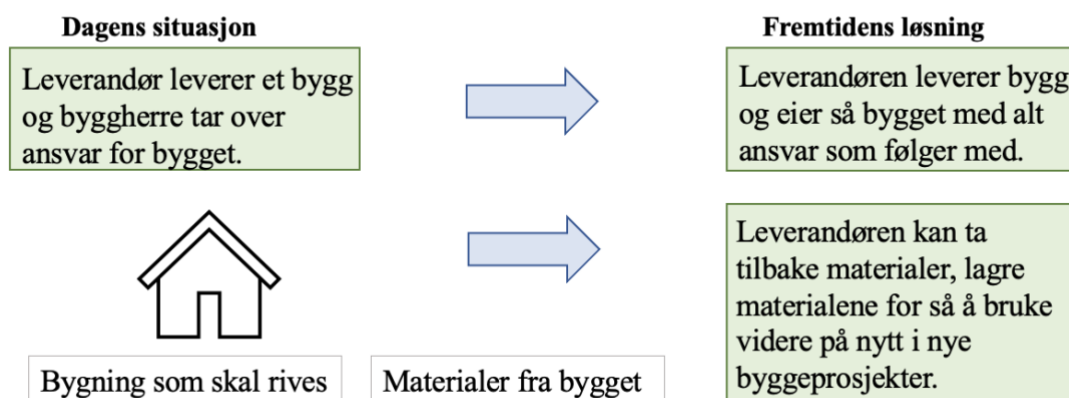 Dagens situasjon
Leverandør leverer et bygg
og byggherre tar over
ansvar for bygget.
Fremtidens løsning
Leverandøren leverer bygg
og eier så bygget med alt
ansvar som følger med.
Bygning som skal rives
Materialer fra bygget
Leverandøren kan ta
tilbake materialer, lagre
materialene for så å bruke
videre på nytt i nye
byggeprosjekter.